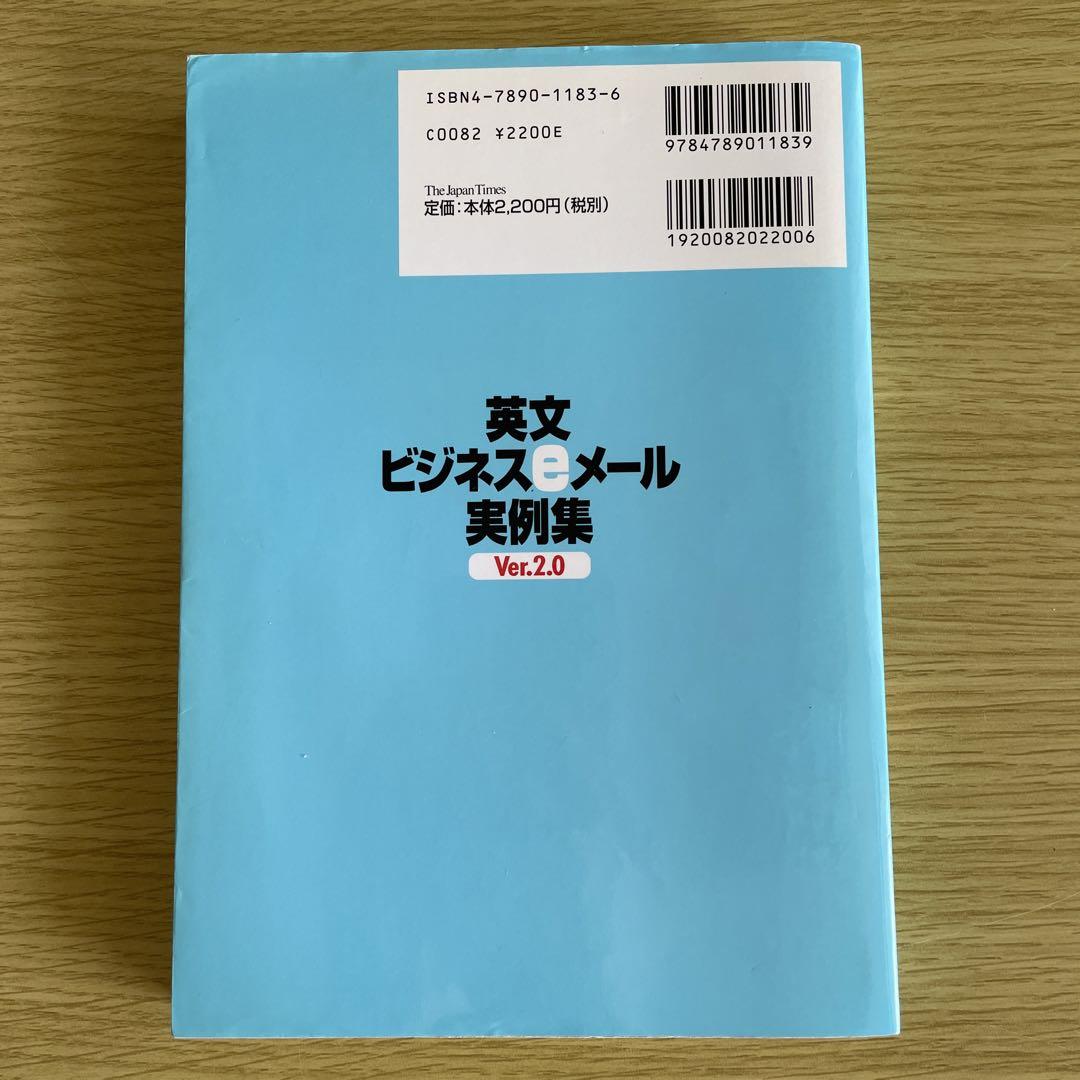 ISBN4-7890-1183-6
C0082 ¥2200E
The Japan Times
定価：本体2,200円（税別）
9784789011839
1920082022006
英文
ビジネスeメール
実例集
Ver.2.0